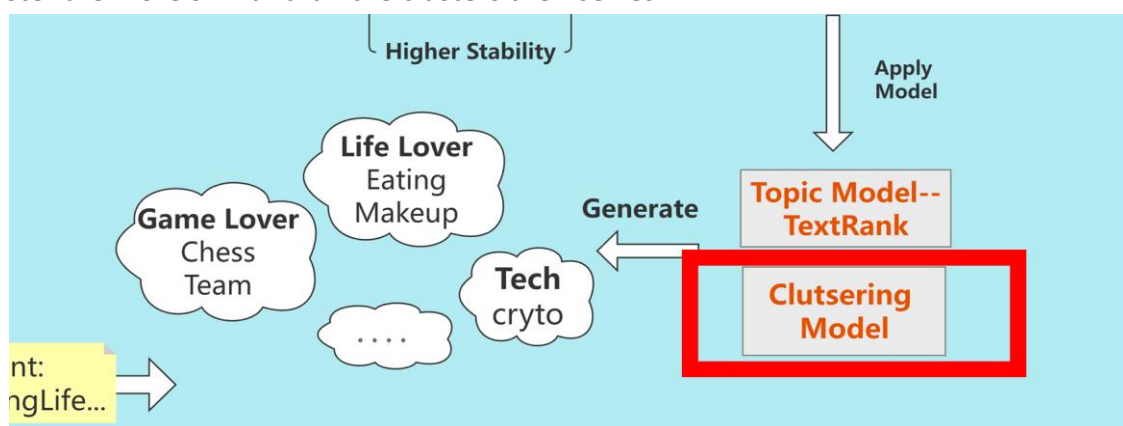 Higher Stability
Apply
Model
Life Lover
Eating
Makeup
Topic Model--
TextRank
Generate
Game Lover
Chess
Team
Tech
cryto
Clutsering
Model
. . . .
nt:
ngLife...